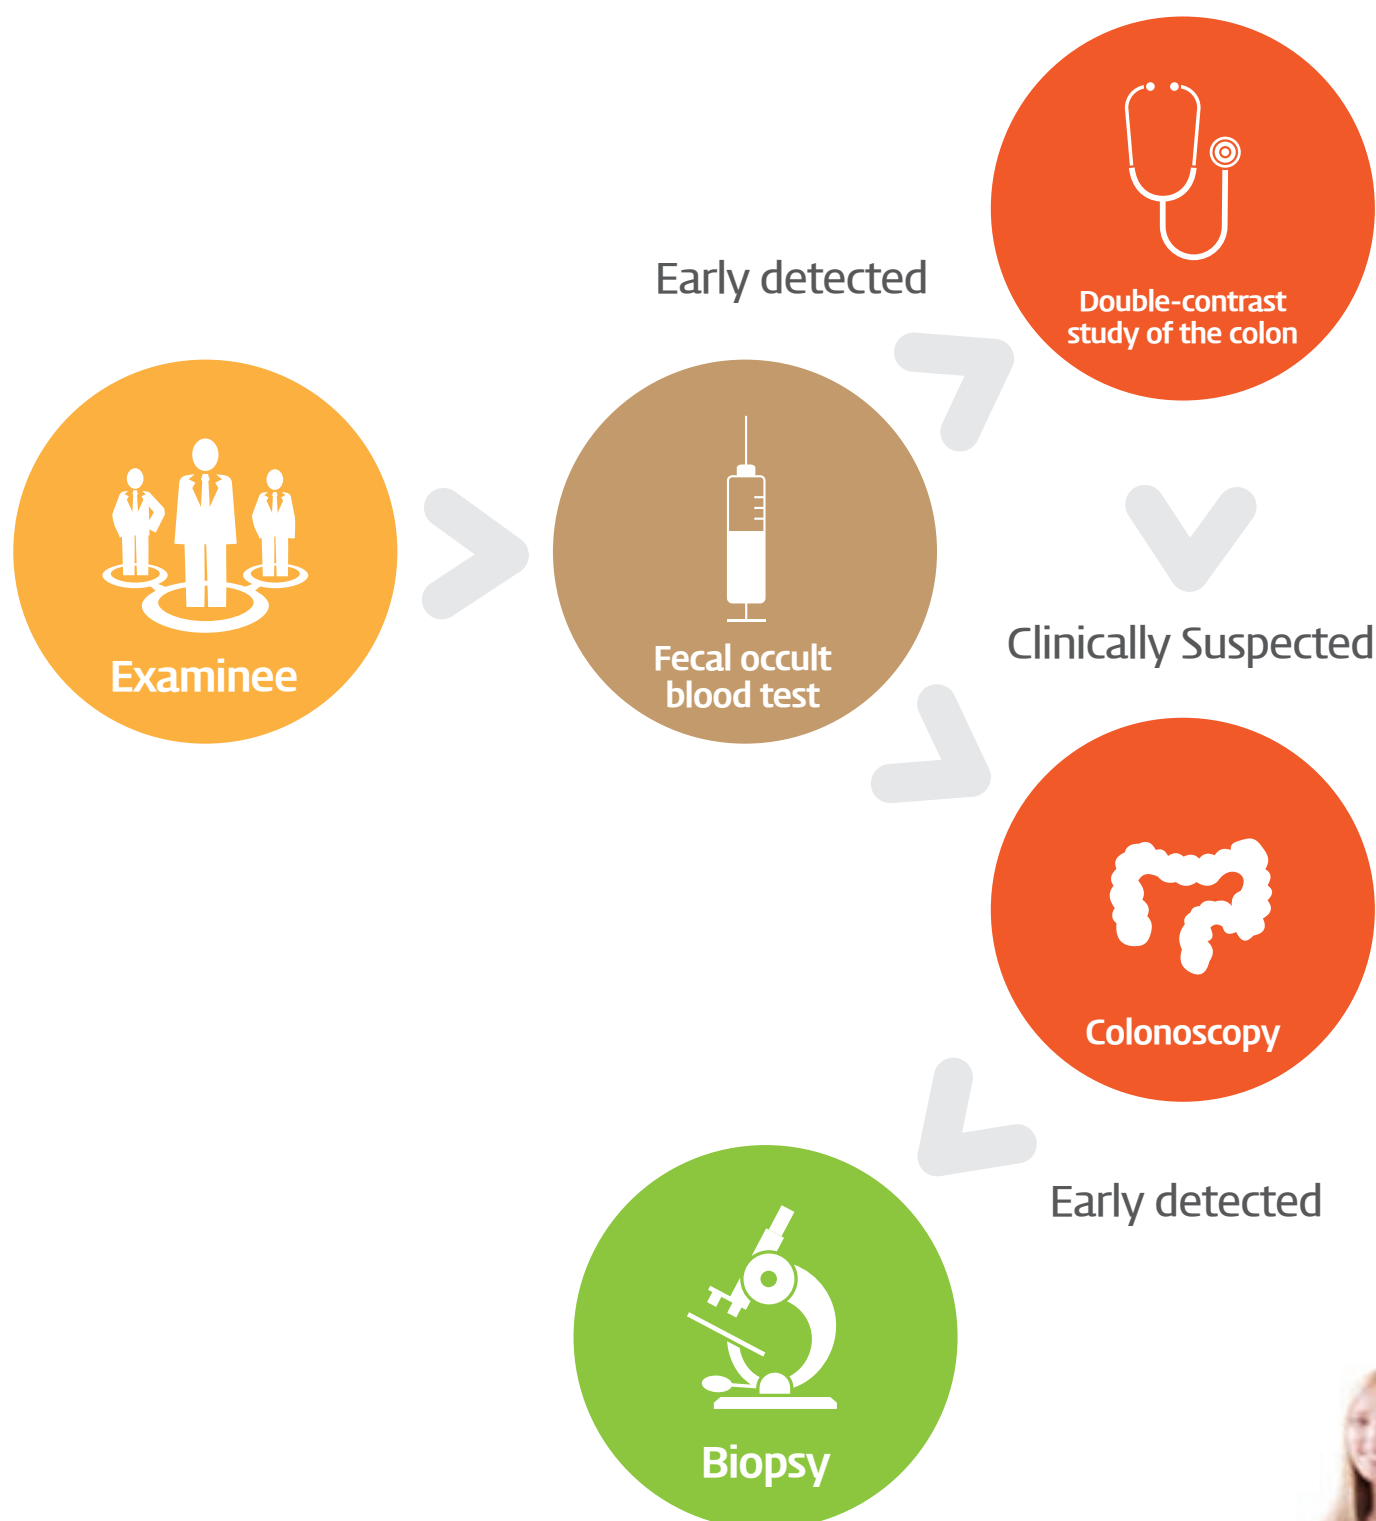 Early detected
Double-contrast
study of the colon
Examinee
Fecal occult
blood test
Clinically Suspected
Colonoscopy
Early detected
Biopsy